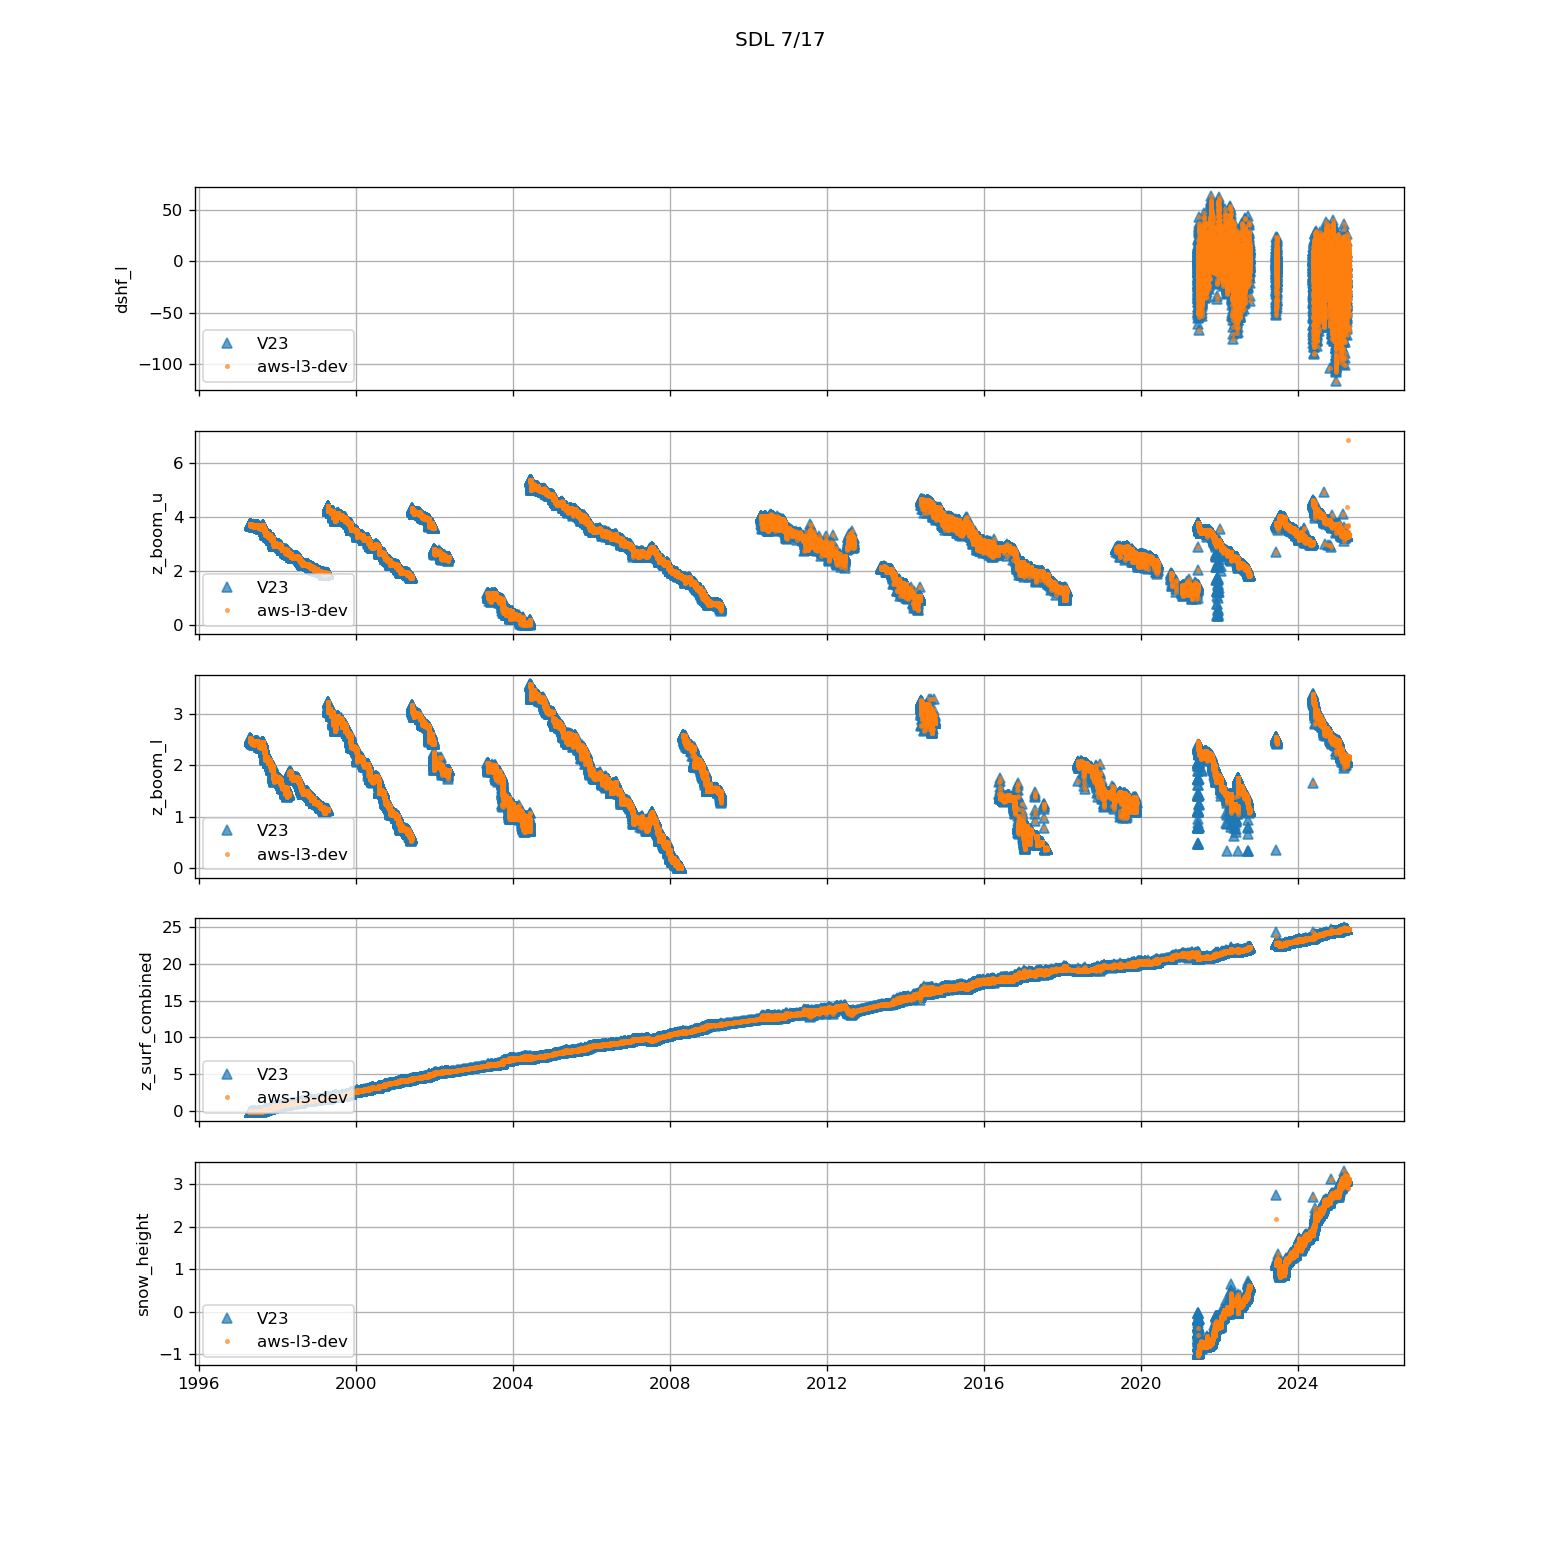 SDL 7/17
dshf_l
50
0
−50
−100
V23
aws-l3-dev
z_boom_u
6
4
2
0
V23
aws-l3-dev
z_boom_l
3
2
1
0
V23
aws-l3-dev
z_surf_combined
25
20
15
10
5
0
V23
aws-l3-dev
snow_height
3
2
1
0
−1
V23
aws-l3-dev
1996 2000 2004 2008 2012 2016 2020 2024